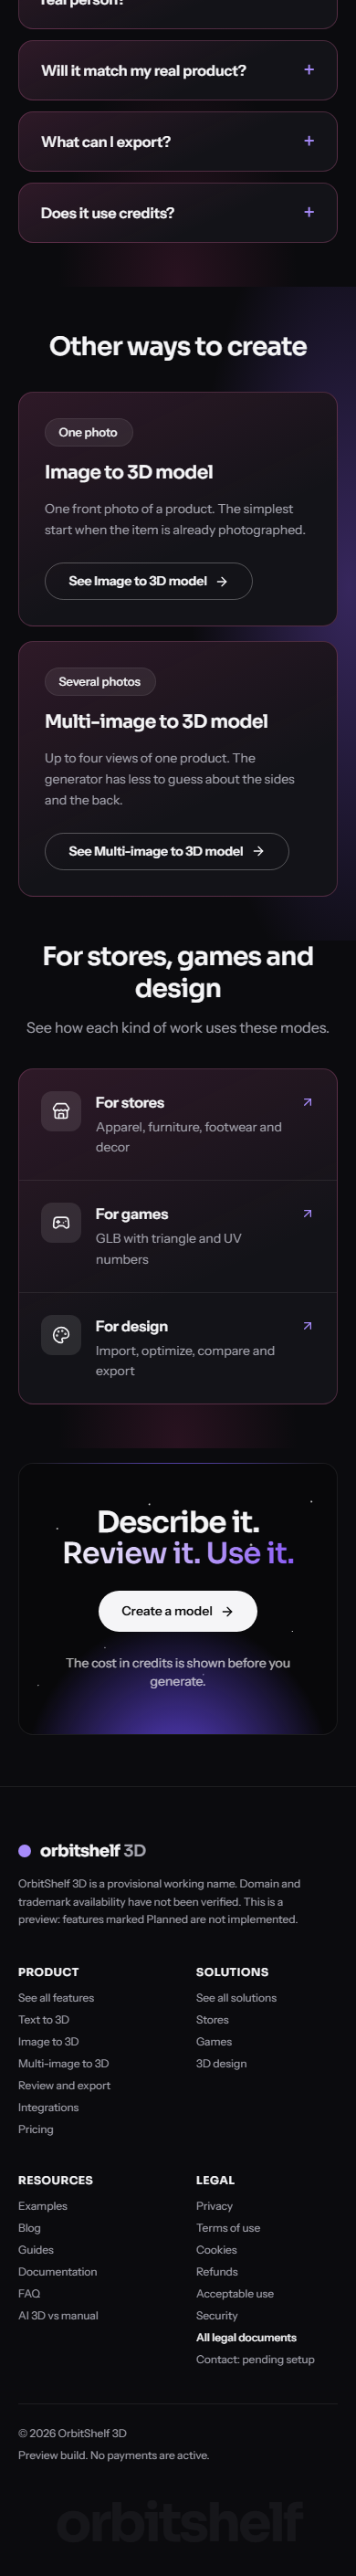 real person?
Will it match my real product?
+
What can I export?
+
Does it use credits?
+
Other ways to create
One photo
Image to 3D model
One front photo of a product. The simplest
start when the item is already photographed.
See Image to 3D model →
Several photos
Multi-image to 3D model
Up to four views of one product. The
generator has less to guess about the sides
and the back.
See Multi-image to 3D model →
For stores, games and
design
See how each kind of work uses these modes.
For stores
Apparel, furniture, footwear and
decor
For games
GLB with triangle and UV
numbers
For design
Import, optimize, compare and
export
Describe it.
Review it. Use it.
Create a model →
The cost in credits is shown before you
generate.
orbitshelf 3D
OrbitShelf 3D is a provisional working name. Domain and
trademark availability have not been verified. This is a
preview: features marked Planned are not implemented.
PRODUCT
See all features
Text to 3D
Image to 3D
Multi-image to 3D
Review and export
Integrations
Pricing
SOLUTIONS
See all solutions
Stores
Games
3D design
RESOURCES
Examples
Blog
Guides
Documentation
FAQ
AI 3D vs manual
LEGAL
Privacy
Terms of use
Cookies
Refunds
Acceptable use
Security
All legal documents
Contact: pending setup
© 2026 OrbitShelf 3D
Preview build. No payments are active.
orbitshelf